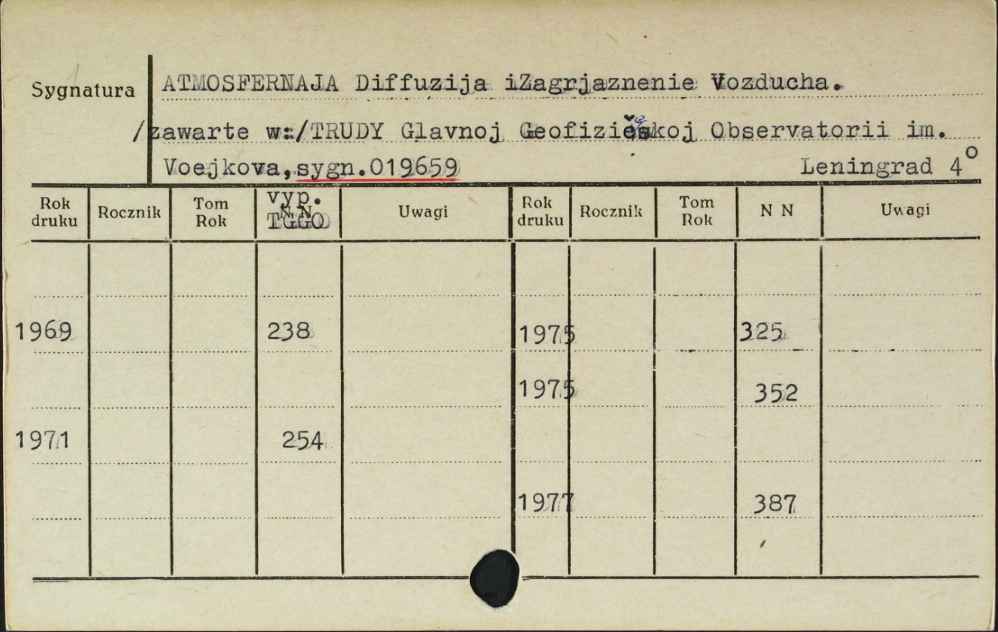 Sygnatura ATMOSFERNAJA Diffuzija iZagrjaznenie Vozducha.
/zawarte w:/TRUDY Glavnoj Geofizičeskoj Observatorii im.
Voejkova,sygn.019659 Leningrad 4°
Rok druku Rocznik Tom Rok vyp. N N TGGO Uwagi Rok druku Rocznik Tom Rok N N Uwagi
1969 238 1975 325
1975 352
1971 254
1977 387